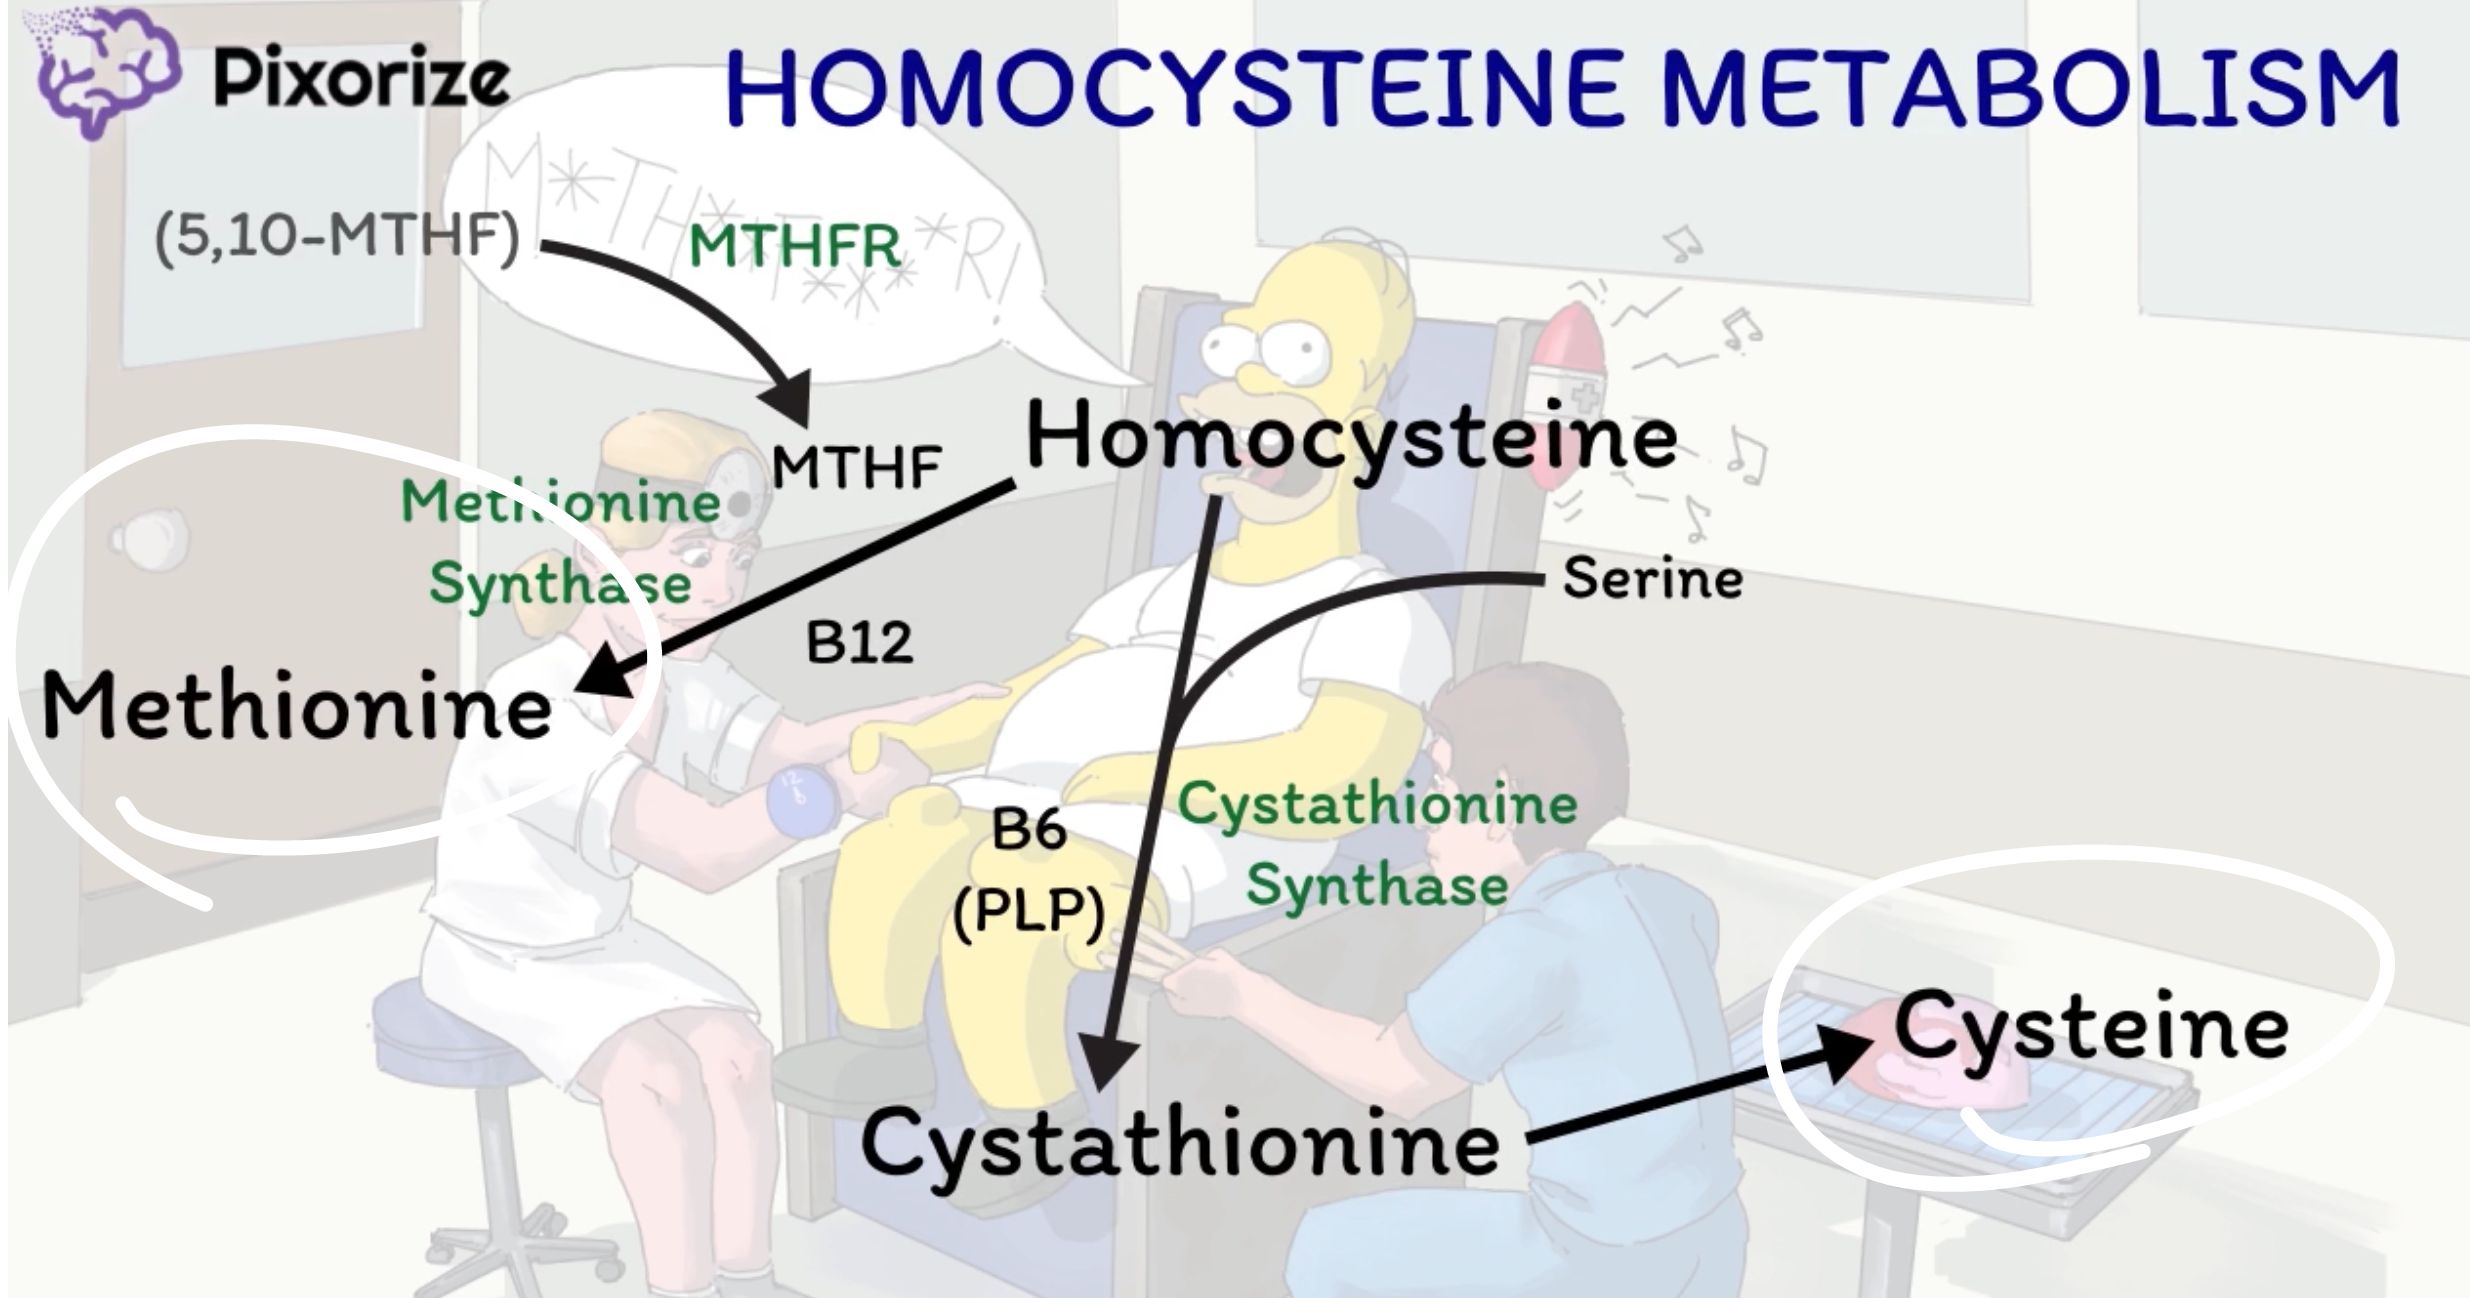 Pixorize
HOMOCYSTEINE METABOLISM
M*TH**F****R!
(5,10-MTHF)
MTHFR
MTHF
Homocysteine
Methionine
Synthase
Serine
B12
Methionine
B6
(PLP)
Cystathionine
Synthase
Cysteine
Cystathionine